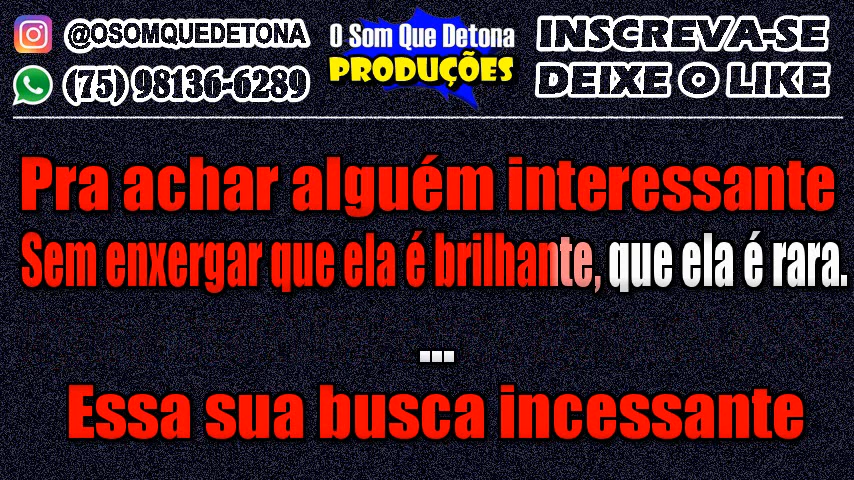 @OSOMQUEDETONA
(75) 98136-6289
O Som Que Detona
PRODUÇÕES
INSCREVA-SE
DEIXE O LIKE
Pra achar alguém interessante
Sem enxergar que ela é brilhante, que ela é rara.
...
Essa sua busca incessante